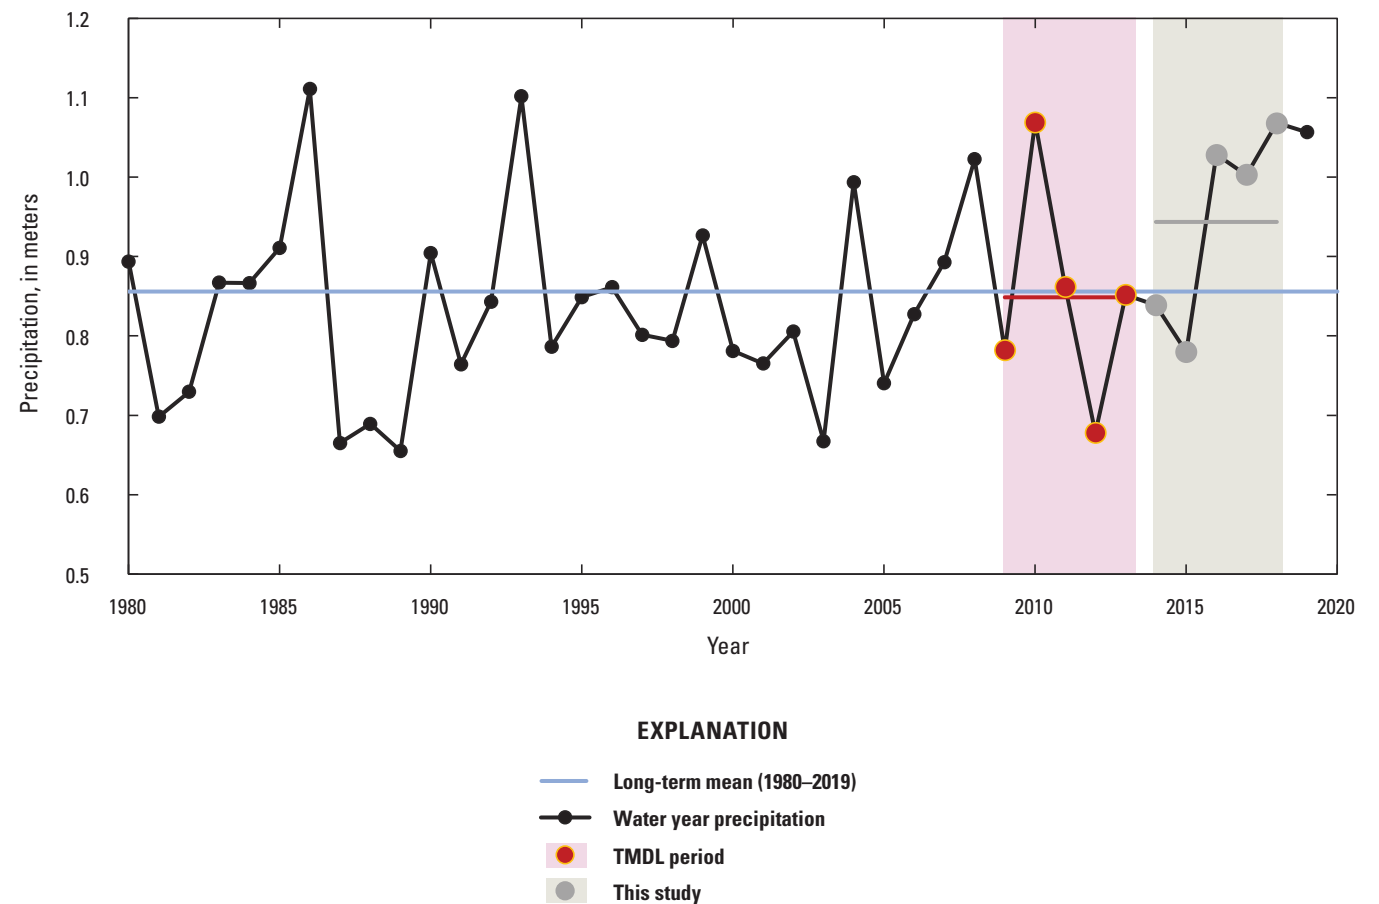 1.2
1.1
1.0
0.9
0.8
0.7
0.6
0.5
Precipitation, in meters
1980 1985 1990 1995 2000 2005 2010 2015 2020
Year
EXPLANATION
Long-term mean (1980–2019)
Water year precipitation
TMDL period
This study